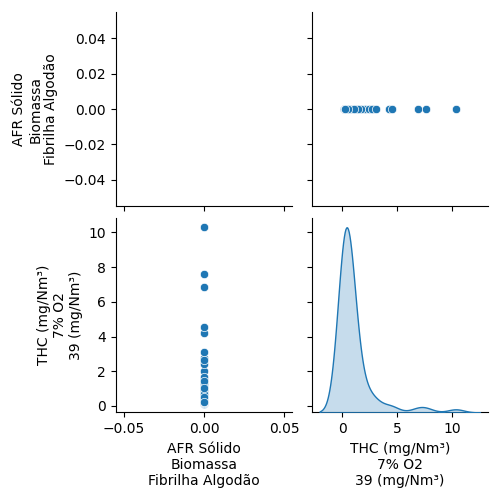 0.04
0.02
0.00
−0.02
−0.04
AFR Sólido
Biomassa
Fibrilha Algodão
10
8
6
4
2
0
THC (mg/Nm³)
7% O2
39 (mg/Nm³)
−0.05
0.00
0.05
AFR Sólido
Biomassa
Fibrilha Algodão
0
5
10
THC (mg/Nm³)
7% O2
39 (mg/Nm³)